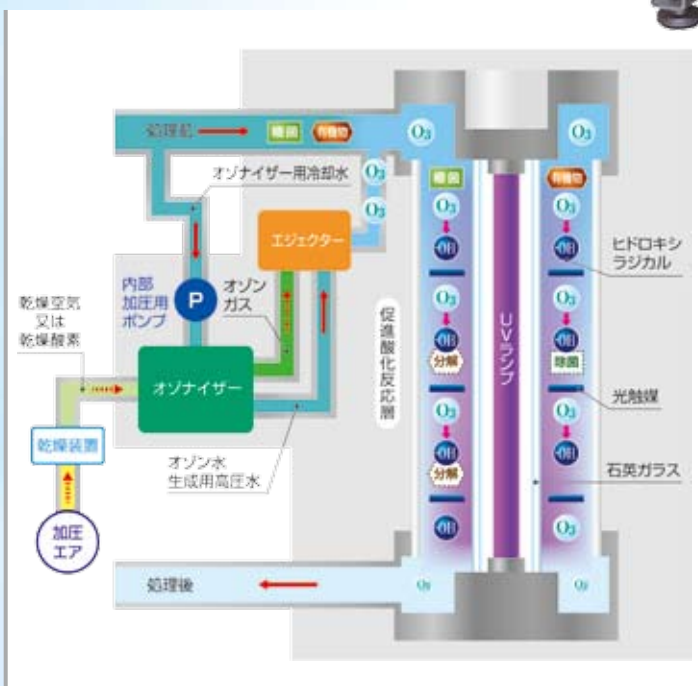 処理前
雑菌
有機物
O3
O3
O3
O3
オゾナイザー用冷却水
エジェクター
雑菌
有機物
O3
O3
·OH
·OH
ヒドロキシ
ラジカル
内部
加圧用
ポンプ
P
オゾン
ガス
乾燥空気
又は
乾燥酸素
促進酸化反応層
UVランプ
O3
O3
·OH
·OH
分解
除菌
オゾナイザー
光触媒
O3
O3
·OH
·OH
分解
乾燥装置
オゾン水
生成用高圧水
石英ガラス
加圧
エア
·OH
O3
処理後
O3
O3